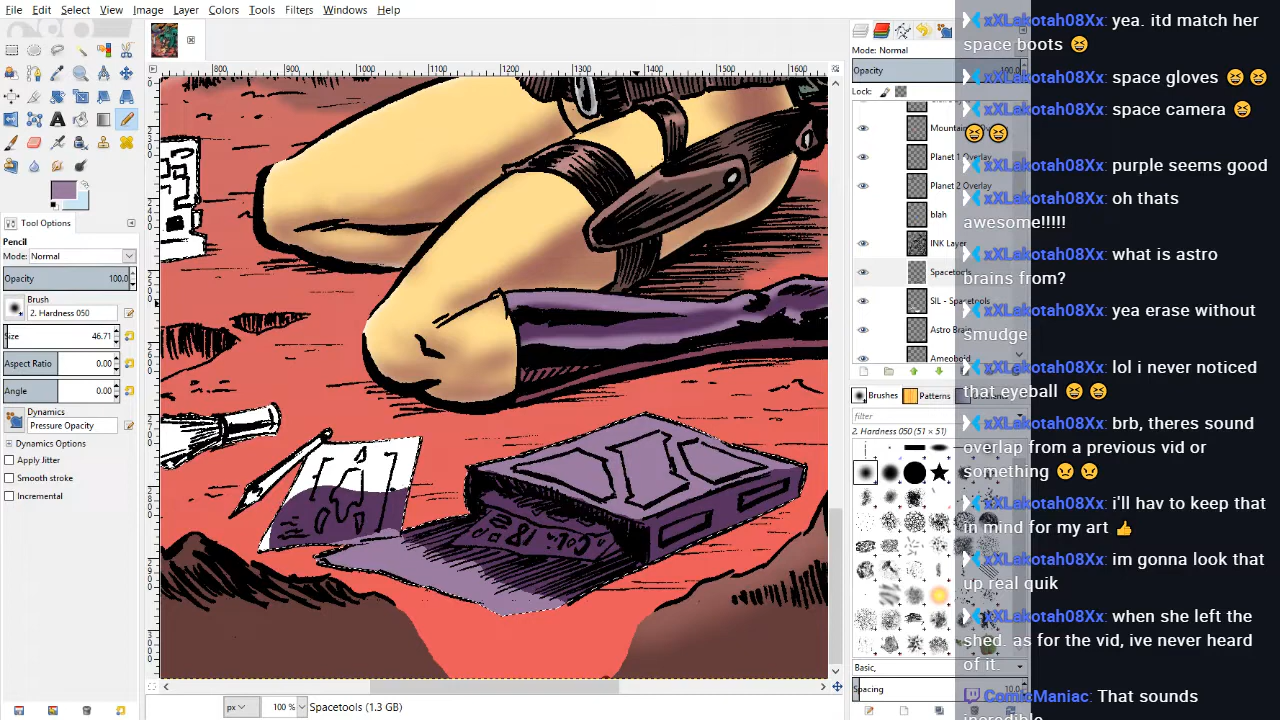 File Edit Select View Image Layer Colors Tools Filters Windows Help
xXLakotah08Xx: yea. itd match her
space boots 😆
xXLakotah08Xx: space gloves 😆 😆
xXLakotah08Xx: space camera 😆
😆😆
xXLakotah08Xx: purple seems good
xXLakotah08Xx: oh thats
awesome!!!!!
xXLakotah08Xx: what is astro
brains from?
xXLakotah08Xx: yea erase without
smudge
xXLakotah08Xx: lol i never noticed
that eyeball 😆 😆
xXLakotah08Xx: brb, theres sound
overlap from a previous vid or
something 😠 😠
xXLakotah08Xx: i'll hav to keep that
in mind for my art 👍
xXLakotah08Xx: im gonna look that
up real quik
xXLakotah08Xx: when she left the
shed. as for the vid, ive never heard
of it.
ComicManiac: That sounds
incredible
Tool Options
Pencil
Mode: Normal
Opacity 100.0
Brush
2. Hardness 050
Size 46.71
Aspect Ratio 0.00
Angle 0.00
Dynamics
Pressure Opacity
Dynamics Options
Apply Jitter
Smooth stroke
Incremental
800 900 1000 1100 1200 1300 1400 1500 1600
px 100 % Spacetools (1.3 GB)
Mode: Normal
Opacity 100.0
Lock:
Planet 1 Overlay
Planet 2 Overlay
blah
INK Layer
SIL - Spacetools
Ameoboid
Brushes Patterns
filter
2. Hardness 050 (51 × 51)
Basic,
Spacing 10.0